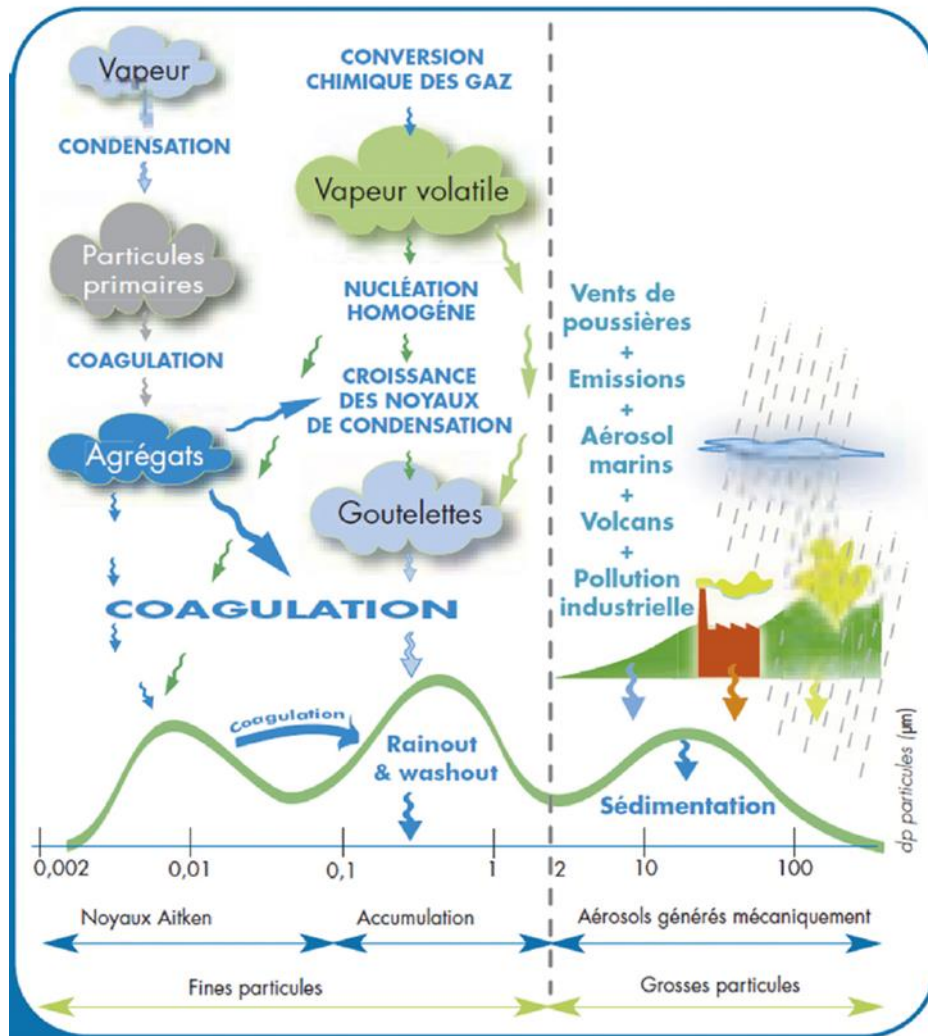 Vapeur
CONDENSATION
Particules
primaires
COAGULATION
Agrégats
CONVERSION
CHIMIQUE DES GAZ
Vapeur volatile
NUCLÉATION
HOMOGÉNE
CROISSANCE
DES NOYAUX
DE CONDENSATION
Goutelettes
COAGULATION
Vents de
poussières
+
Emissions
+
Aérosol
marins
+
Volcans
+
Pollution
industrielle
Coagulation
Rainout
& washout
Sédimentation
dp particules (µm)
0,002
0,01
0,1
1
2
10
100
Noyaux Aitken
Accumulation
Aérosols générés mécaniquement
Fines particules
Grosses particules